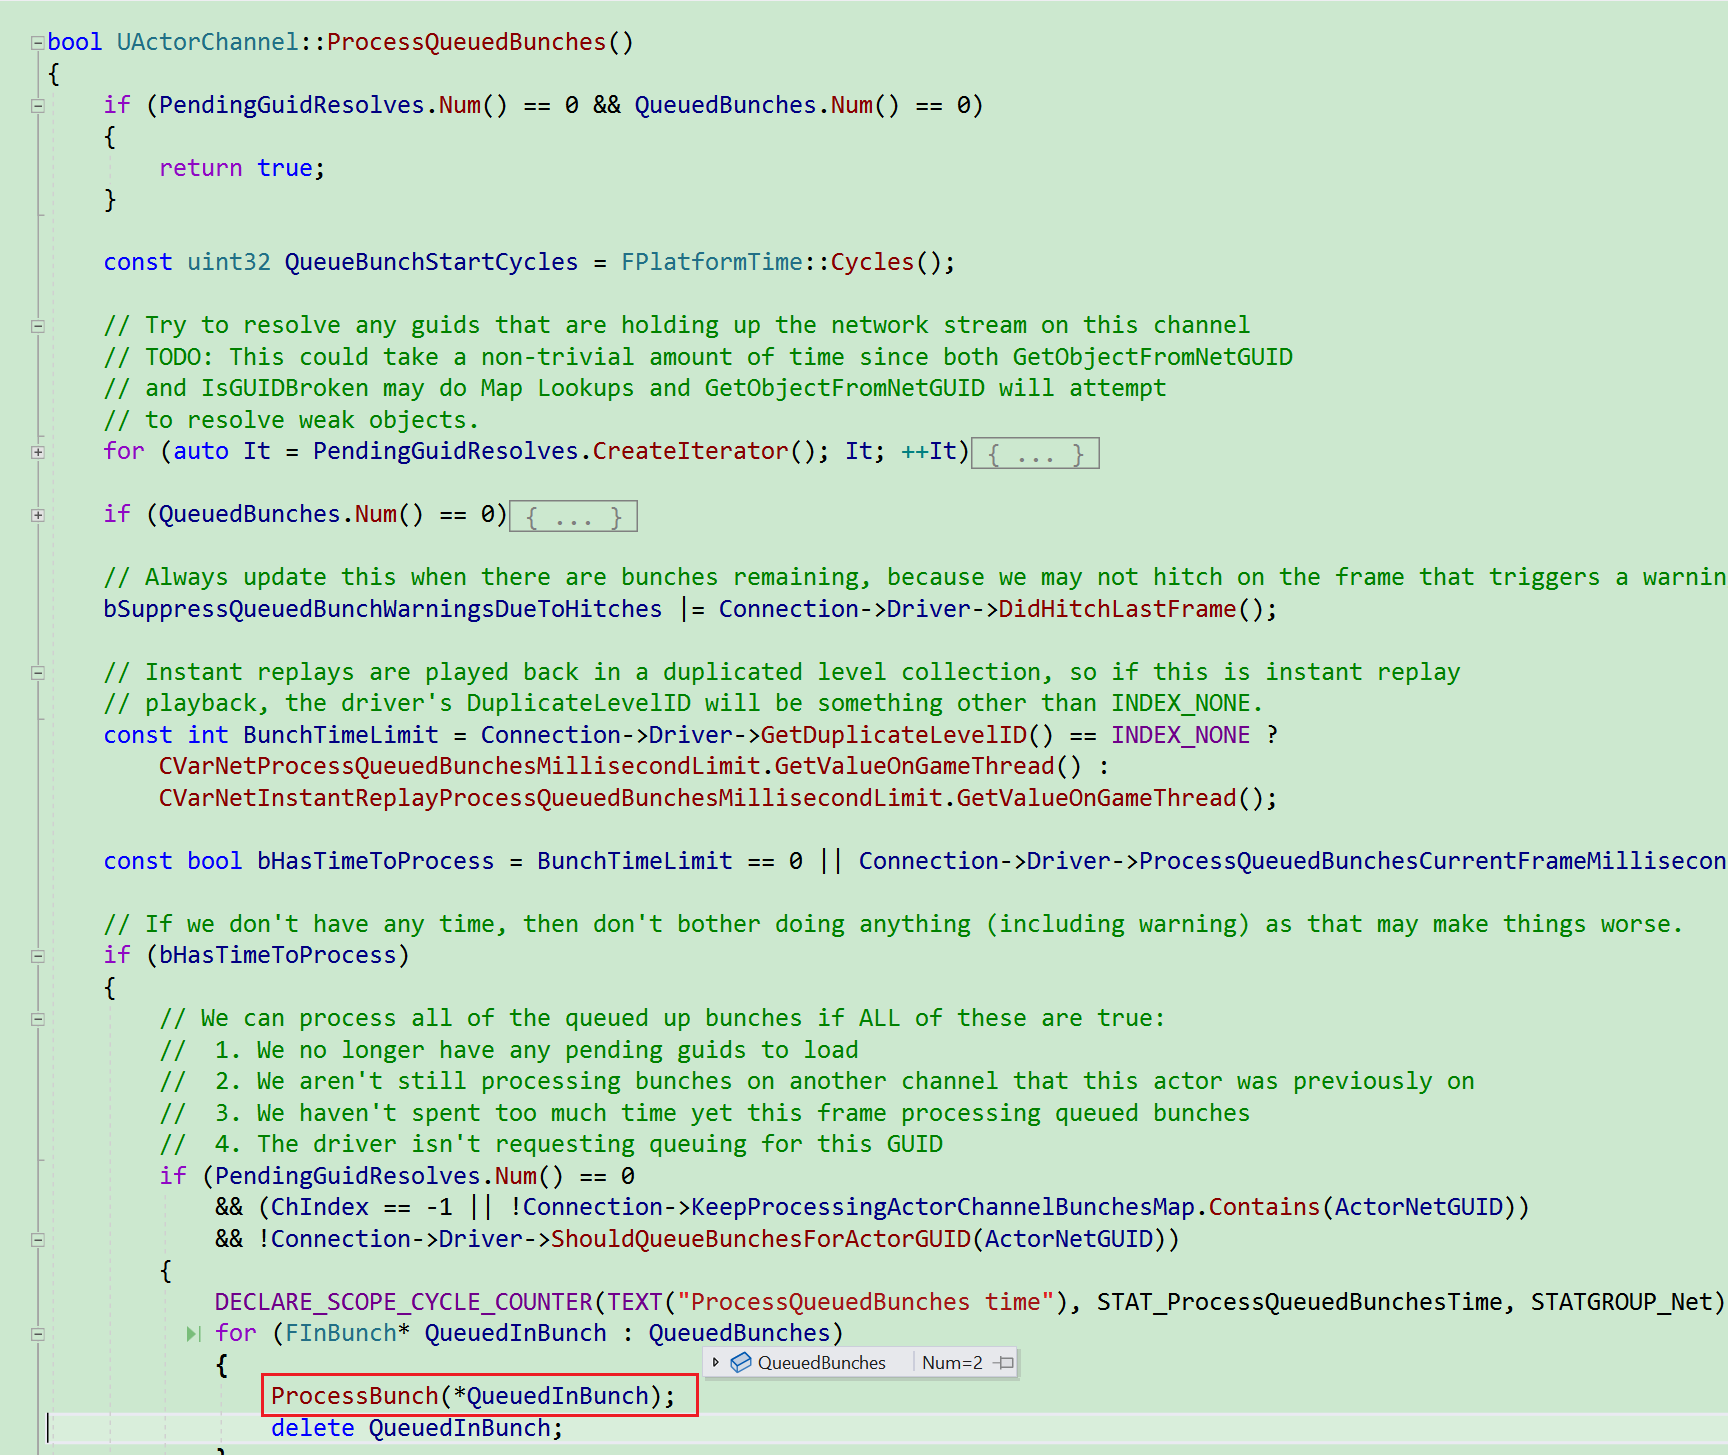 bool UActorChannel::ProcessQueuedBunches()
{
if (PendingGuidResolves.Num() == 0 && QueuedBunches.Num() == 0)
{
return true;
}
const uint32 QueueBunchStartCycles = FPlatformTime::Cycles();
// Try to resolve any guids that are holding up the network stream on this channel
// TODO: This could take a non-trivial amount of time since both GetObjectFromNetGUID
// and IsGUIDBroken may do Map Lookups and GetObjectFromNetGUID will attempt
// to resolve weak objects.
for (auto It = PendingGuidResolves.CreateIterator(); It; ++It){ ... }
if (QueuedBunches.Num() == 0){ ... }
// Always update this when there are bunches remaining, because we may not hitch on the frame that triggers a warnin
bSuppressQueuedBunchWarningsDueToHitches |= Connection->Driver->DidHitchLastFrame();
// Instant replays are played back in a duplicated level collection, so if this is instant replay
// playback, the driver's DuplicateLevelID will be something other than INDEX_NONE.
const int BunchTimeLimit = Connection->Driver->GetDuplicateLevelID() == INDEX_NONE ?
CVarNetProcessQueuedBunchesMillisecondLimit.GetValueOnGameThread() :
CVarNetInstantReplayProcessQueuedBunchesMillisecondLimit.GetValueOnGameThread();
const bool bHasTimeToProcess = BunchTimeLimit == 0 || Connection->Driver->ProcessQueuedBunchesCurrentFrameMillisecon
// If we don't have any time, then don't bother doing anything (including warning) as that may make things worse.
if (bHasTimeToProcess)
{
// We can process all of the queued up bunches if ALL of these are true:
//  1. We no longer have any pending guids to load
//  2. We aren't still processing bunches on another channel that this actor was previously on
//  3. We haven't spent too much time yet this frame processing queued bunches
//  4. The driver isn't requesting queuing for this GUID
if (PendingGuidResolves.Num() == 0
&& (ChIndex == -1 || !Connection->KeepProcessingActorChannelBunchesMap.Contains(ActorNetGUID))
&& !Connection->Driver->ShouldQueueBunchesForActorGUID(ActorNetGUID))
{
DECLARE_SCOPE_CYCLE_COUNTER(TEXT("ProcessQueuedBunches time"), STAT_ProcessQueuedBunchesTime, STATGROUP_Net)
for (FInBunch* QueuedInBunch : QueuedBunches)
{
QueuedBunches Num=2
ProcessBunch(*QueuedInBunch);
delete QueuedInBunch;